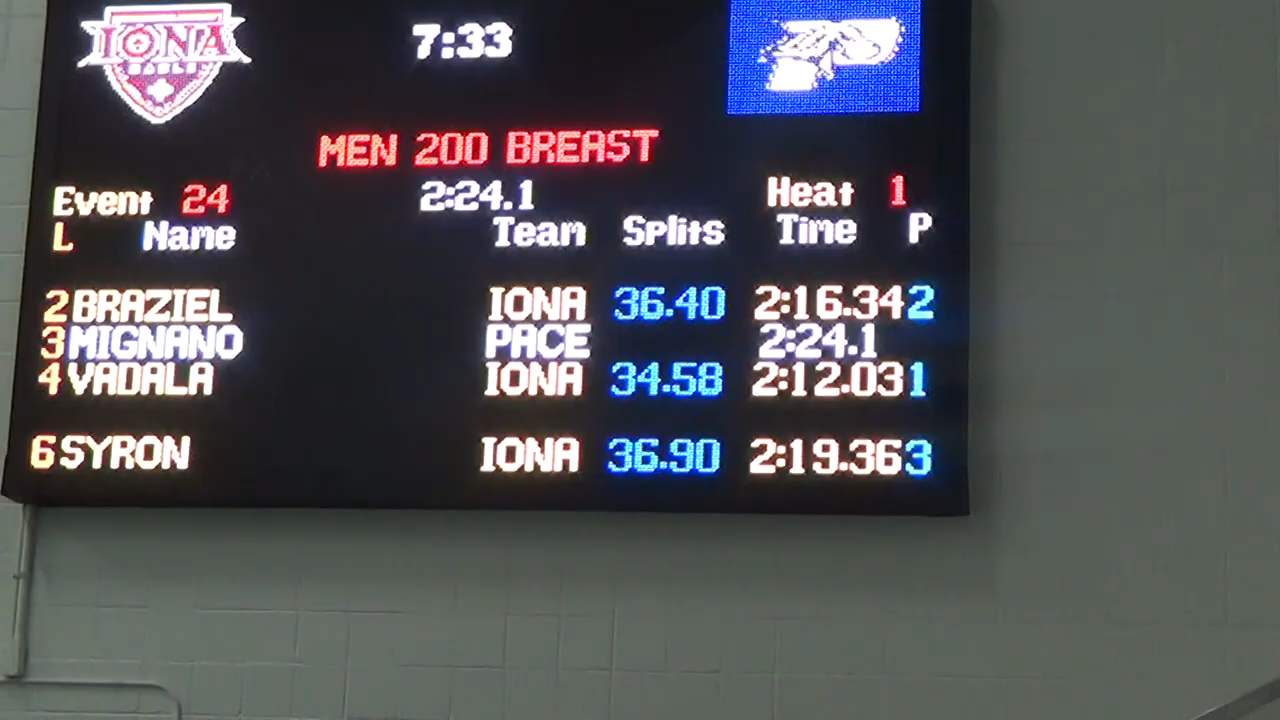 IONA
GAELS
7:33
MEN 200 BREAST
Event 24 2:24.1 Heat 1
L Name Team Splits Time P
2 BRAZIEL IONA 36.40 2:16.34 2
3 MIGNANO PACE 2:24.1
4 VADALA IONA 34.58 2:12.03 1
6 SYRON IONA 36.90 2:19.36 3